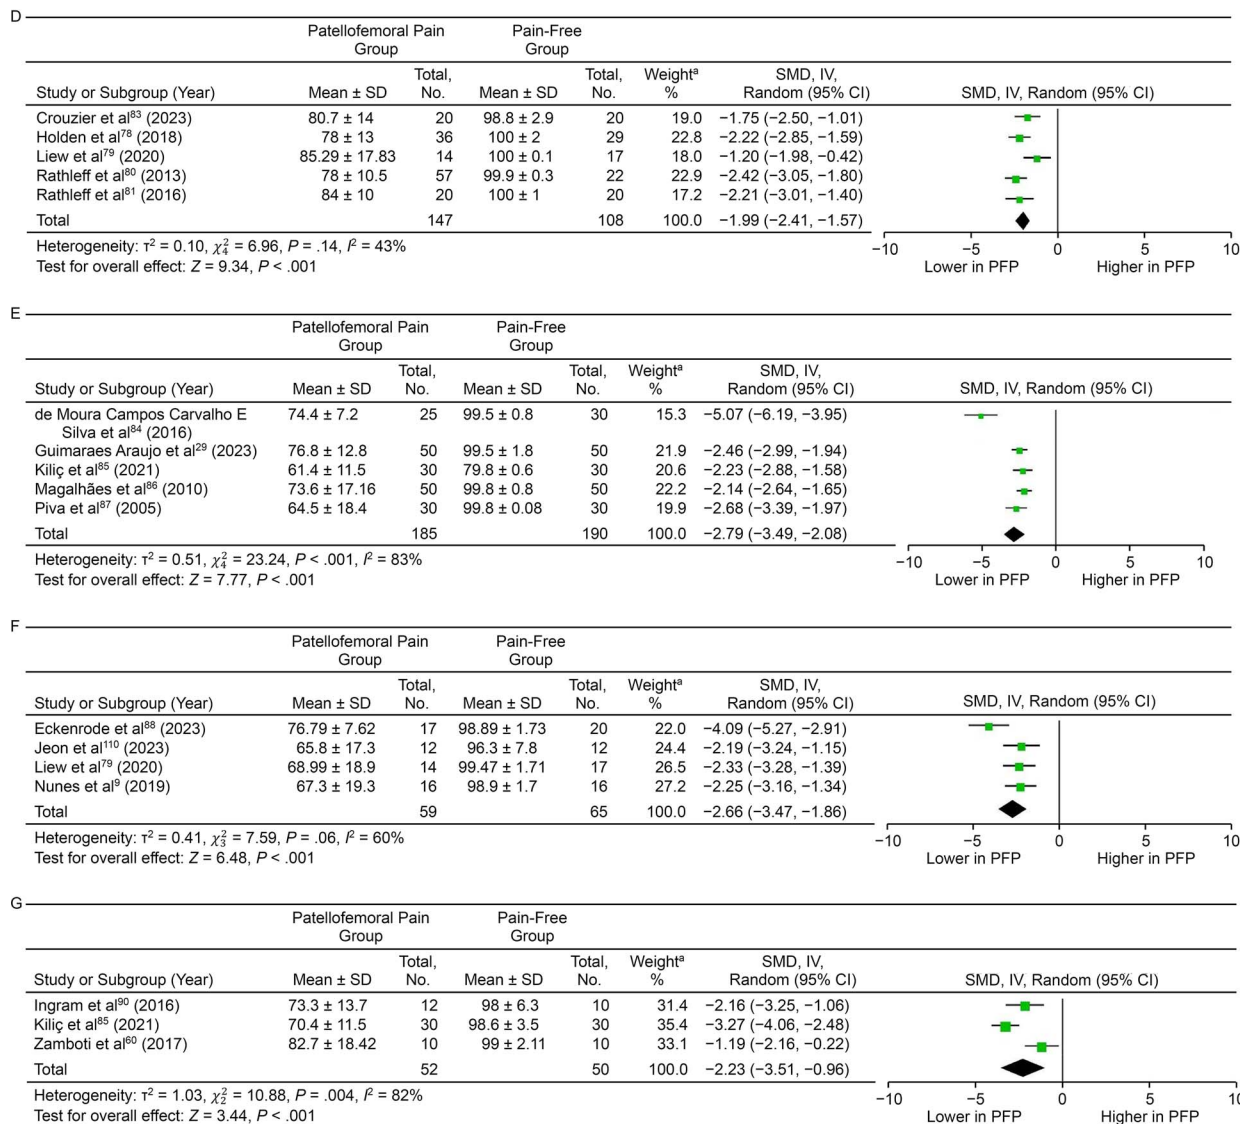 D
Patellofemoral Pain Group Pain-Free Group
Study or Subgroup (Year) Mean ± SD Total, No. Mean ± SD Total, No. Weightᵃ % SMD, IV, Random (95% CI) SMD, IV, Random (95% CI)
Crouzier et al⁸³ (2023) 80.7 ± 14 20 98.8 ± 2.9 20 19.0 −1.75 (−2.50, −1.01)
Holden et al⁷⁸ (2018) 78 ± 13 36 100 ± 2 29 22.8 −2.22 (−2.85, −1.59)
Liew et al⁷⁹ (2020) 85.29 ± 17.83 14 100 ± 0.1 17 18.0 −1.20 (−1.98, −0.42)
Rathleff et al⁸⁰ (2013) 78 ± 10.5 57 99.9 ± 0.3 22 22.9 −2.42 (−3.05, −1.80)
Rathleff et al⁸¹ (2016) 84 ± 10 20 100 ± 1 20 17.2 −2.21 (−3.01, −1.40)
Total 147 108 100.0 −1.99 (−2.41, −1.57)
Heterogeneity: τ² = 0.10, χ²₄ = 6.96, P = .14, I² = 43%
Test for overall effect: Z = 9.34, P < .001
−10 −5 0 5 10
Lower in PFP Higher in PFP
E
Patellofemoral Pain Group Pain-Free Group
Study or Subgroup (Year) Mean ± SD Total, No. Mean ± SD Total, No. Weightᵃ % SMD, IV, Random (95% CI) SMD, IV, Random (95% CI)
de Moura Campos Carvalho E 74.4 ± 7.2 25 99.5 ± 0.8 30 15.3 −5.07 (−6.19, −3.95)
Silva et al⁸⁴ (2016)
Guimaraes Araujo et al²⁹ (2023) 76.8 ± 12.8 50 99.5 ± 1.8 50 21.9 −2.46 (−2.99, −1.94)
Kiliç et al⁸⁵ (2021) 61.4 ± 11.5 30 79.8 ± 0.6 30 20.6 −2.23 (−2.88, −1.58)
Magalhães et al⁸⁶ (2010) 73.6 ± 17.16 50 99.8 ± 0.8 50 22.2 −2.14 (−2.64, −1.65)
Piva et al⁸⁷ (2005) 64.5 ± 18.4 30 99.8 ± 0.08 30 19.9 −2.68 (−3.39, −1.97)
Total 185 190 100.0 −2.79 (−3.49, −2.08)
Heterogeneity: τ² = 0.51, χ²₄ = 23.24, P < .001, I² = 83%
Test for overall effect: Z = 7.77, P < .001
−10 −5 0 5 10
Lower in PFP Higher in PFP
F
Patellofemoral Pain Group Pain-Free Group
Study or Subgroup (Year) Mean ± SD Total, No. Mean ± SD Total, No. Weightᵃ % SMD, IV, Random (95% CI) SMD, IV, Random (95% CI)
Eckenrode et al⁸⁸ (2023) 76.79 ± 7.62 17 98.89 ± 1.73 20 22.0 −4.09 (−5.27, −2.91)
Jeon et al¹¹⁰ (2023) 65.8 ± 17.3 12 96.3 ± 7.8 12 24.4 −2.19 (−3.24, −1.15)
Liew et al⁷⁹ (2020) 68.99 ± 18.9 14 99.47 ± 1.71 17 26.5 −2.33 (−3.28, −1.39)
Nunes et al⁹ (2019) 67.3 ± 19.3 16 98.9 ± 1.7 16 27.2 −2.25 (−3.16, −1.34)
Total 59 65 100.0 −2.66 (−3.47, −1.86)
Heterogeneity: τ² = 0.41, χ²₃ = 7.59, P = .06, I² = 60%
Test for overall effect: Z = 6.48, P < .001
−10 −5 0 5 10
Lower in PFP Higher in PFP
G
Patellofemoral Pain Group Pain-Free Group
Study or Subgroup (Year) Mean ± SD Total, No. Mean ± SD Total, No. Weightᵃ % SMD, IV, Random (95% CI) SMD, IV, Random (95% CI)
Ingram et al⁹⁰ (2016) 73.3 ± 13.7 12 98 ± 6.3 10 31.4 −2.16 (−3.25, −1.06)
Kiliç et al⁸⁵ (2021) 70.4 ± 11.5 30 98.6 ± 3.5 30 35.4 −3.27 (−4.06, −2.48)
Zamboti et al⁶⁰ (2017) 82.7 ± 18.42 10 99 ± 2.11 10 33.1 −1.19 (−2.16, −0.22)
Total 52 50 100.0 −2.23 (−3.51, −0.96)
Heterogeneity: τ² = 1.03, χ²₂ = 10.88, P = .004, I² = 82%
Test for overall effect: Z = 3.44, P < .001
−10 −5 0 5 10
Lower in PFP Higher in PFP